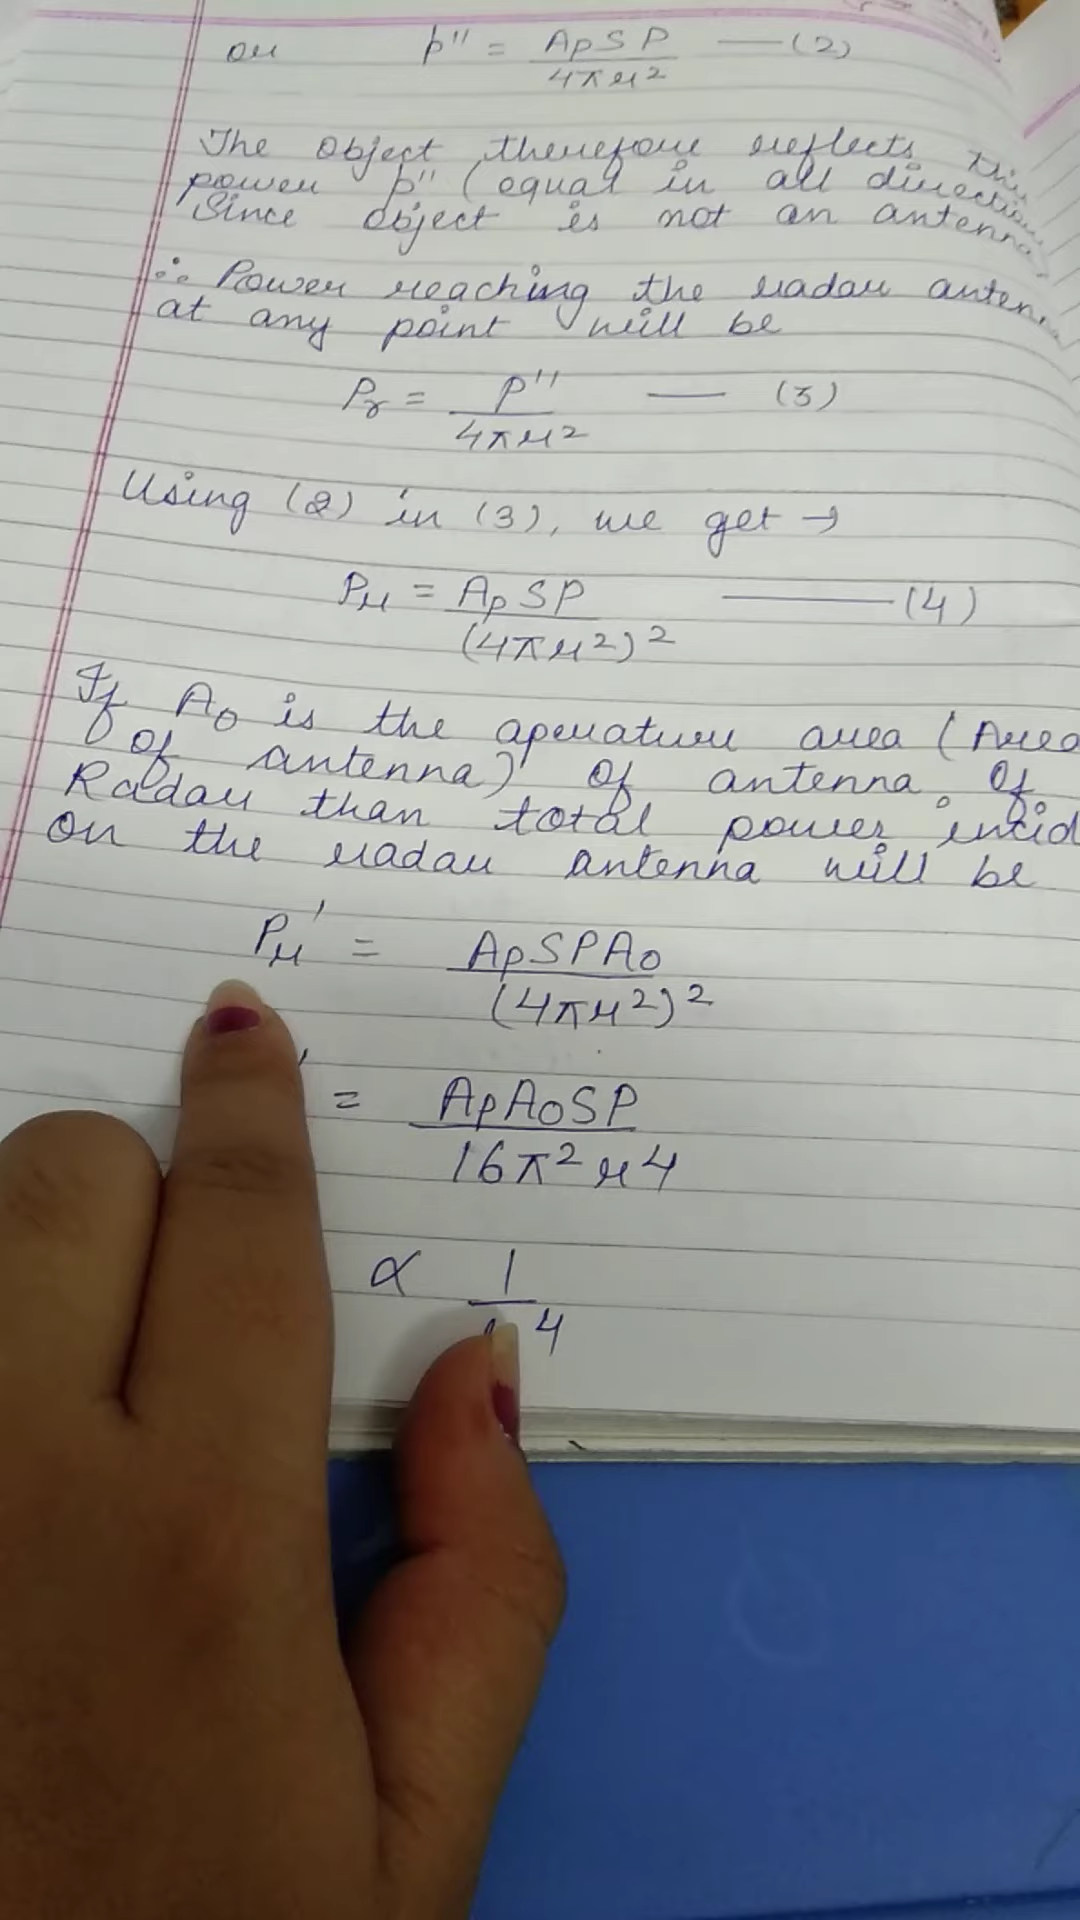 or p'' = ApSP / 4πr² — (2)
The object therefore reflects this
power p'' (equal in all direction
Since object is not an antenna
∴ Power reaching the radar antenna
at any point will be
Pr = P'' / 4πr² — (3)
Using (2) in (3), we get →
Pr = ApSP / (4πr²)² — (4)
If A₀ is the aperature area (Area
of antenna) of antenna of
Radar than total power incid
on the radar antenna will be
Pr' = ApSPA₀ / (4πr²)²
' = ApA₀SP / 16π²r⁴
∝ 1 / r⁴